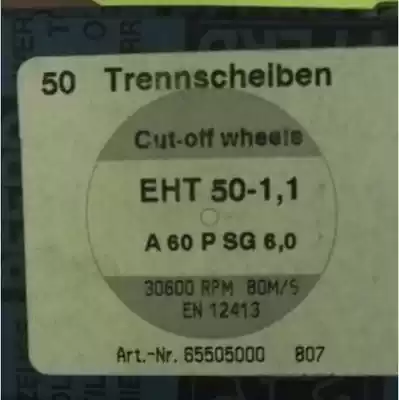 50 Trennscheiben
Cut-off wheels
EHT 50-1,1
A 60 P SG 6,0
30600 RPM 80M/S
EN 12413
Art.-Nr. 65505000 807